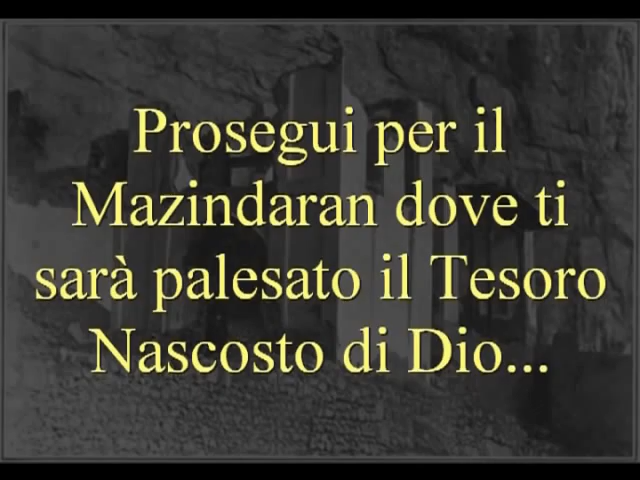 Prosegui per il
Mazindaran dove ti
sarà palesato il Tesoro
Nascosto di Dio...